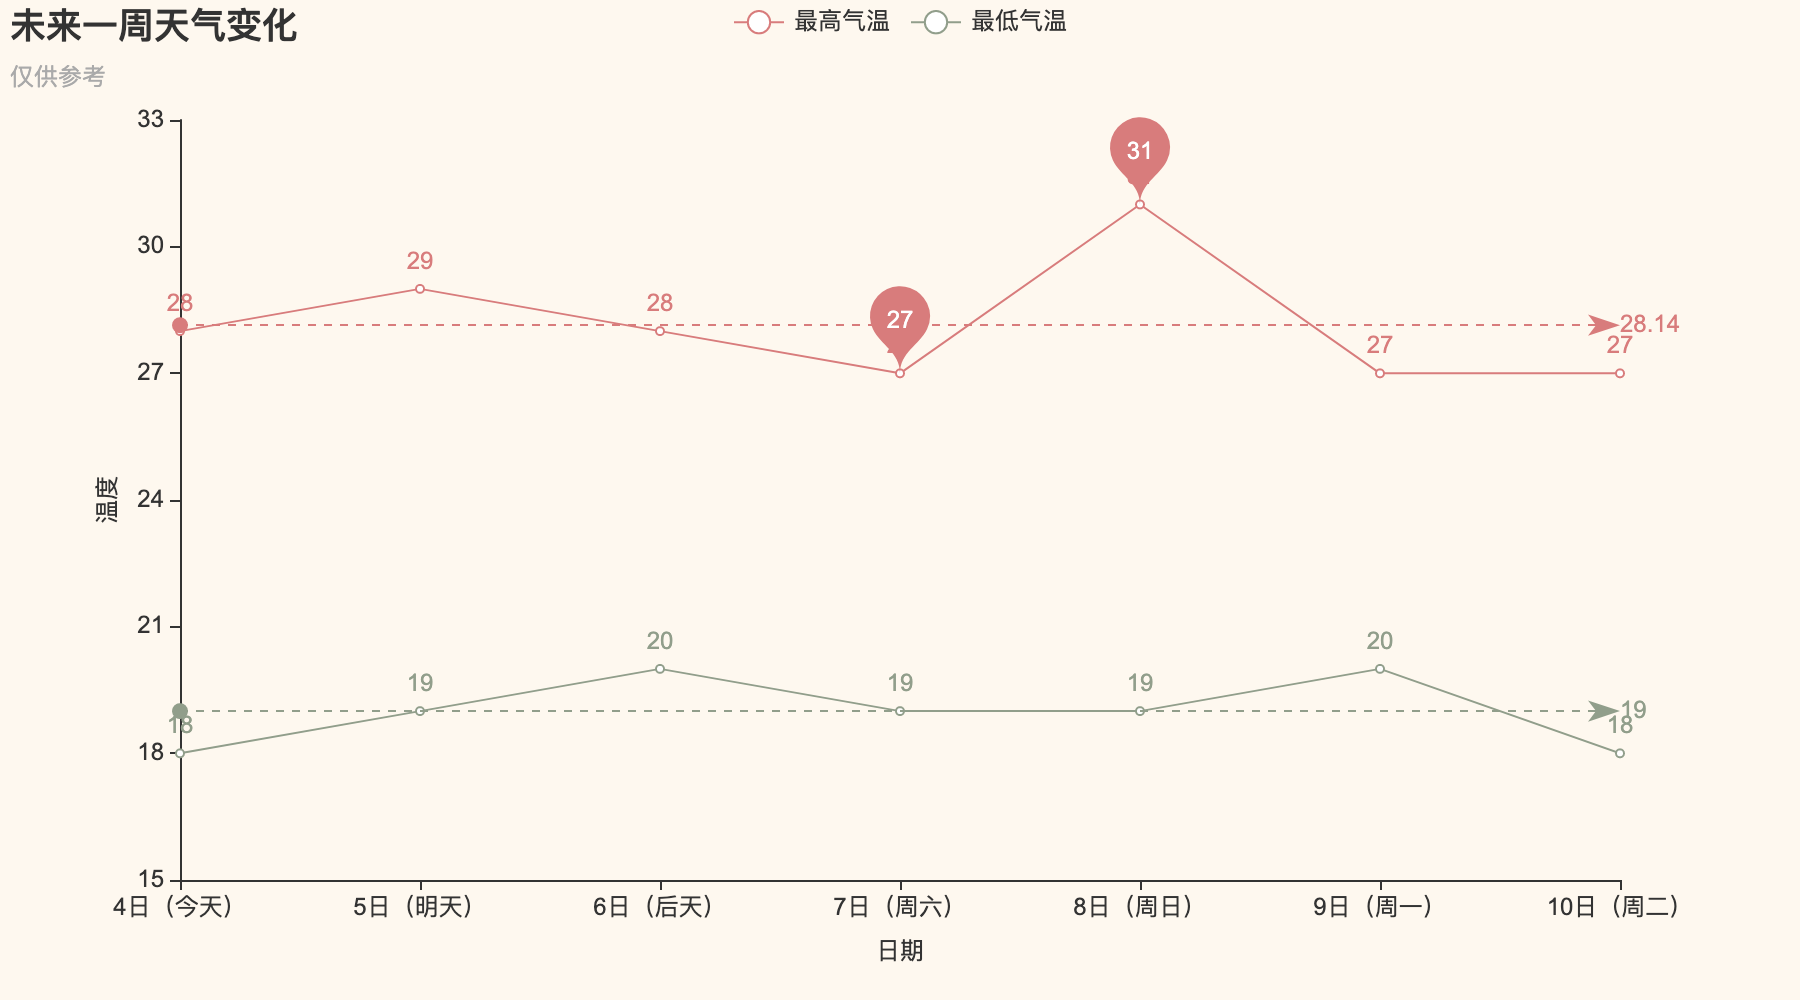 未来一周天气变化
仅供参考
最高气温
最低气温
33
30
27
24
21
18
15
温度
28
29
28
27
31
27
27
28.14
18
19
20
19
19
20
18
19
4日（今天）
5日（明天）
6日（后天）
7日（周六）
8日（周日）
9日（周一）
10日（周二）
日期